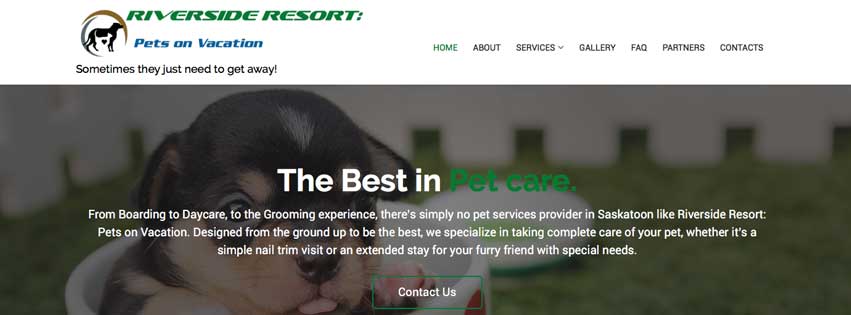 RIVERSIDE RESORT:
Pets on Vacation
Sometimes they just need to get away!
HOME ABOUT SERVICES GALLERY FAQ PARTNERS CONTACTS
The Best in Pet care.
From Boarding to Daycare, to the Grooming experience, there's simply no pet services provider in Saskatoon like Riverside Resort:
Pets on Vacation. Designed from the ground up to be the best, we specialize in taking complete care of your pet, whether it's a
simple nail trim visit or an extended stay for your furry friend with special needs.
Contact Us